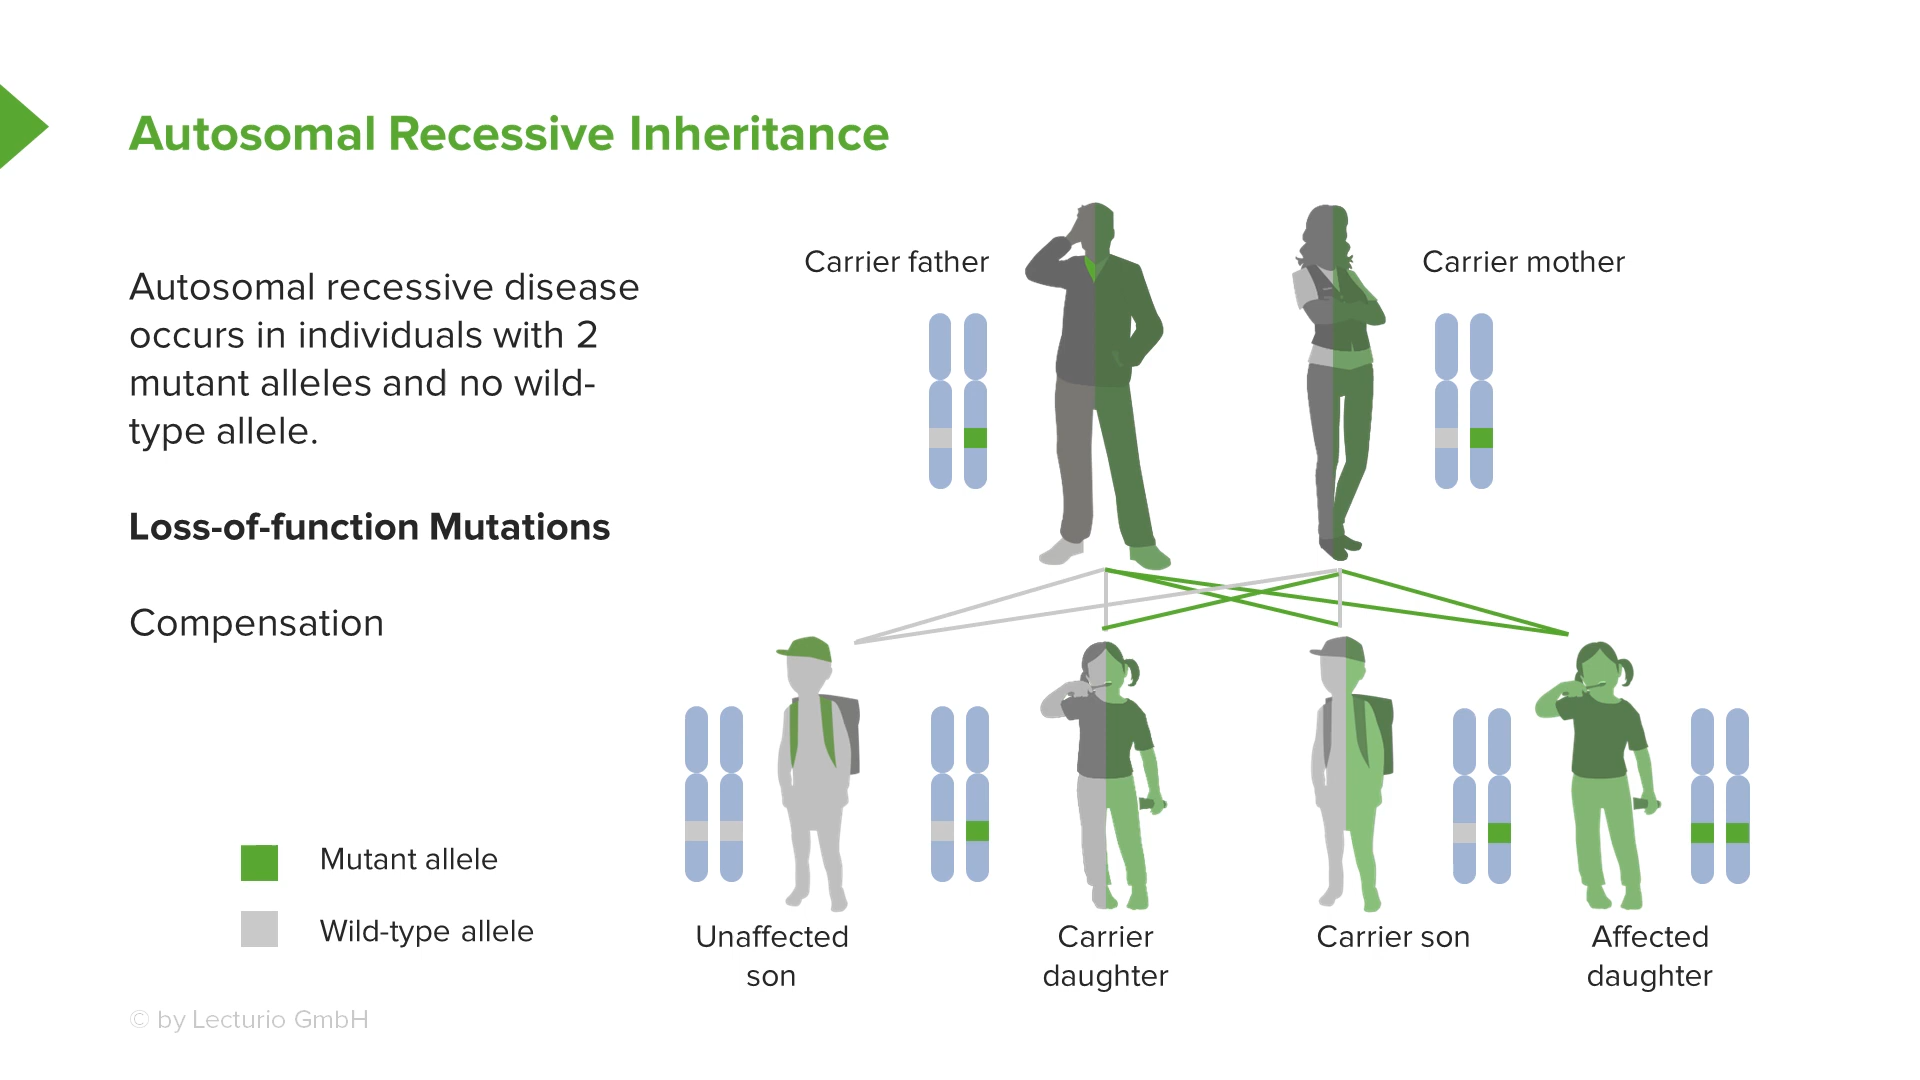 Autosomal Recessive Inheritance
Autosomal recessive disease
occurs in individuals with 2
mutant alleles and no wild-
type allele.
Loss-of-function Mutations
Compensation
Carrier father
Carrier mother
Mutant allele
Wild-type allele
Unaffected
son
Carrier
daughter
Carrier son
Affected
daughter
© by Lecturio GmbH